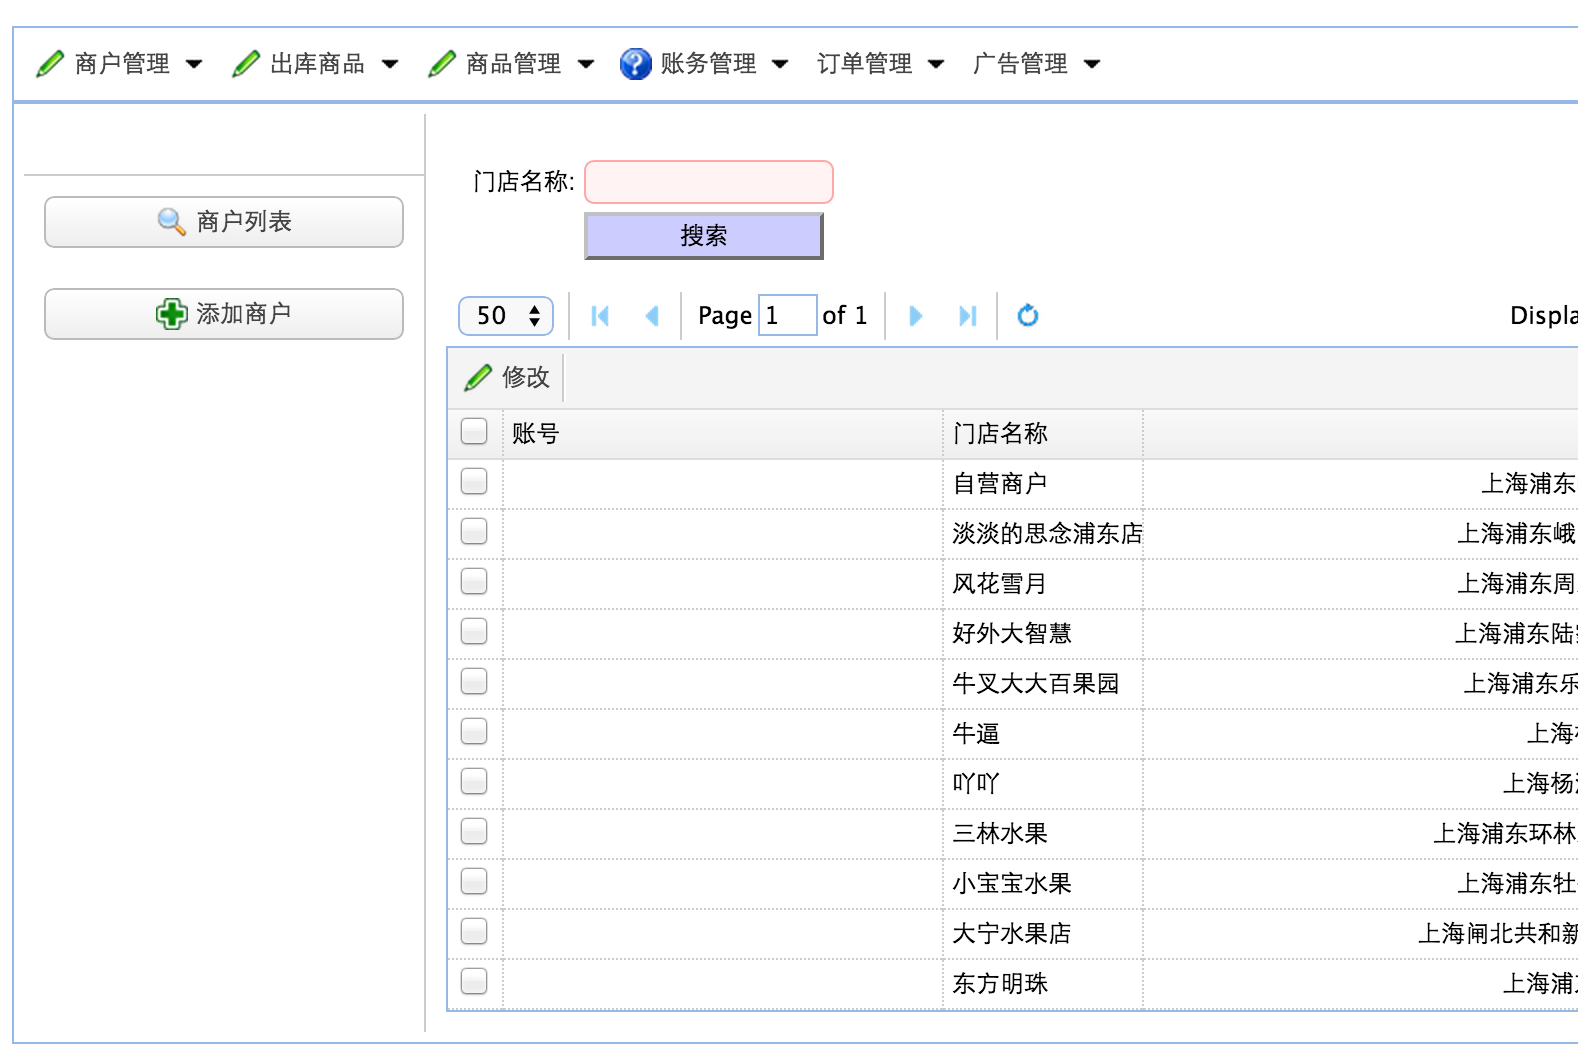 商户管理 出库商品 商品管理 账务管理 订单管理 广告管理
门店名称:
搜索
商户列表
添加商户
50 Page 1 of 1 Displa
修改
账号 门店名称
自营商户 上海浦东
淡淡的思念浦东店 上海浦东峨
风花雪月 上海浦东周
好外大智慧 上海浦东陆
牛叉大大百果园 上海浦东乐
牛逼 上海
吖吖 上海杨
三林水果 上海浦东环林
小宝宝水果 上海浦东牡
大宁水果店 上海闸北共和新
东方明珠 上海浦